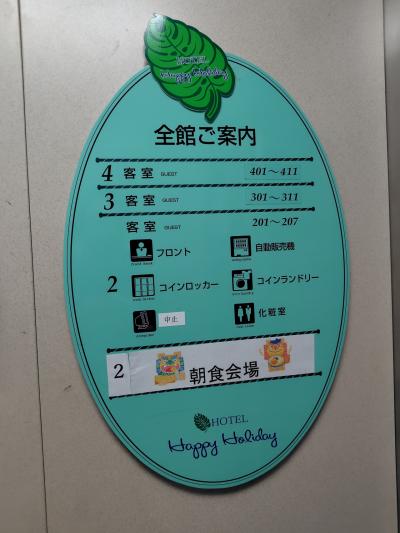 HOTEL
Happy Holiday!
全館ご案内
4 客室 GUEST 401〜411
3 客室 GUEST 301〜311
客室 GUEST 201〜207
フロント 自動販売機
2 コインロッカー コインランドリー
中止 化粧室
2 朝食会場
HOTEL
Happy Holiday